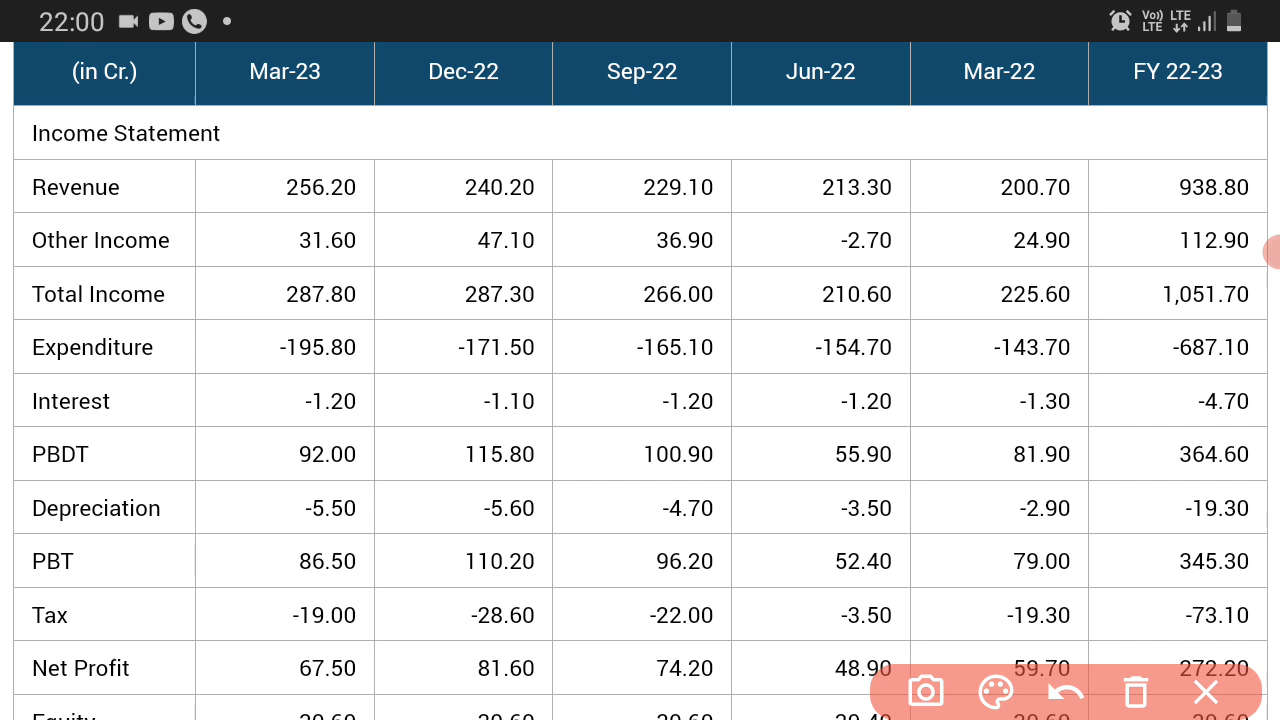 22:00 Vo)) LTE LTE
(in Cr.) Mar-23 Dec-22 Sep-22 Jun-22 Mar-22 FY 22-23
Income Statement
Revenue 256.20 240.20 229.10 213.30 200.70 938.80
Other Income 31.60 47.10 36.90 -2.70 24.90 112.90
Total Income 287.80 287.30 266.00 210.60 225.60 1,051.70
Expenditure -195.80 -171.50 -165.10 -154.70 -143.70 -687.10
Interest -1.20 -1.10 -1.20 -1.20 -1.30 -4.70
PBDT 92.00 115.80 100.90 55.90 81.90 364.60
Depreciation -5.50 -5.60 -4.70 -3.50 -2.90 -19.30
PBT 86.50 110.20 96.20 52.40 79.00 345.30
Tax -19.00 -28.60 -22.00 -3.50 -19.30 -73.10
Net Profit 67.50 81.60 74.20 48.90 59.70 272.20